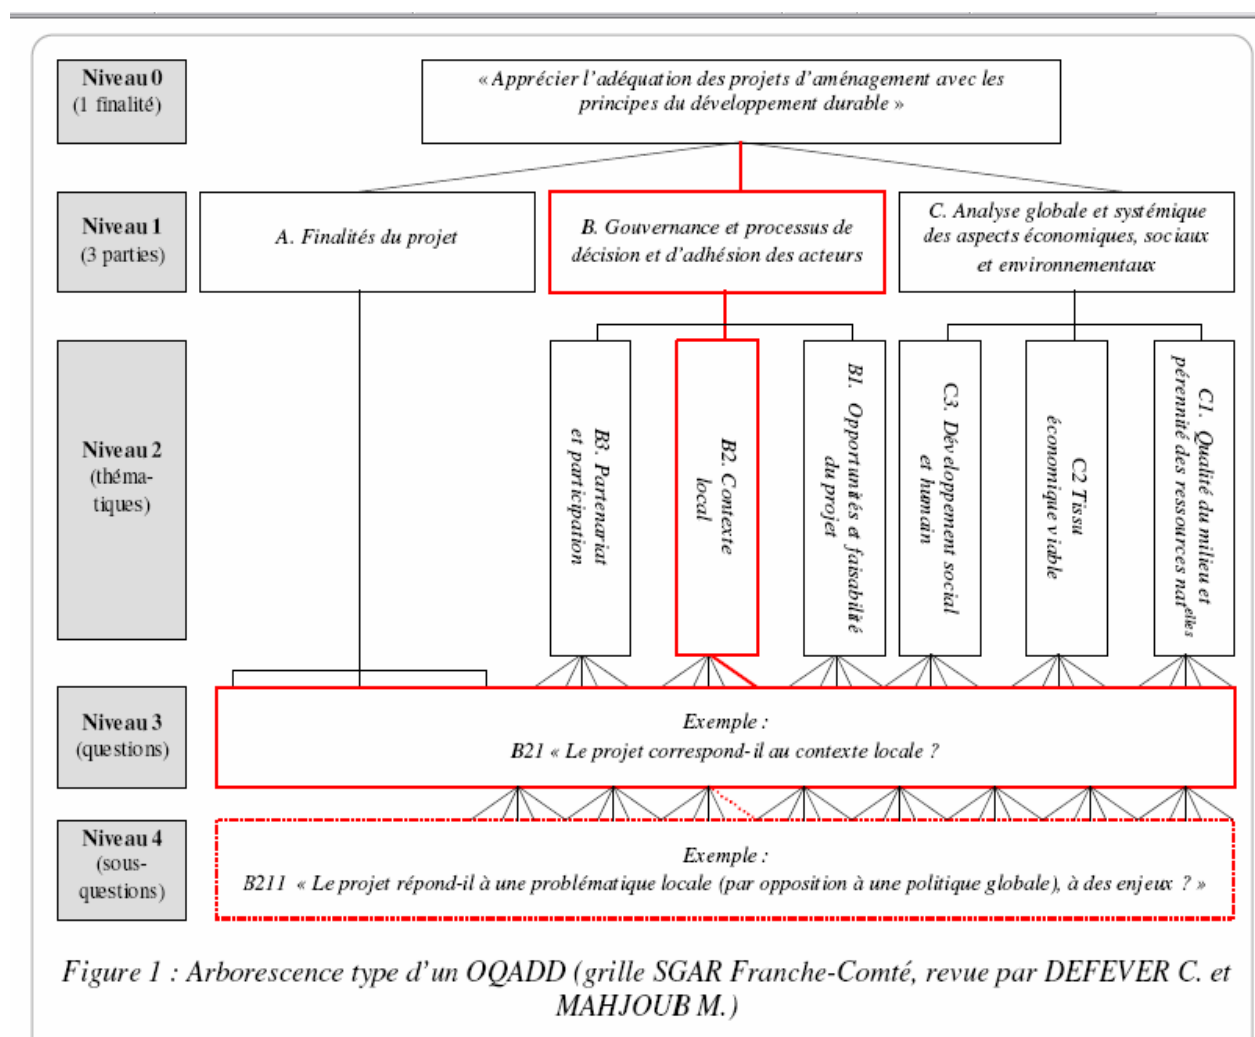 Niveau 0
(1 finalité)
« Apprécier l'adéquation des projets d'aménagement avec les
principes du développement durable »
Niveau 1
(3 parties)
A. Finalités du projet
B. Gouvernance et processus de
décision et d'adhésion des acteurs
C. Analyse globale et systémique
des aspects économiques, sociaux
et environnementaux
Niveau 2
(théma-
tiques)
B3. Partenariat
et participation
B2. Contexte
local
B1. Opportunités et faisabilité
du projet
C3. Développement social
et humain
C2 Tissu
économique viable
C1. Qualité du milieu et
pérennité des ressources nat^elles
Niveau 3
(questions)
Exemple :
B21 « Le projet correspond-il au contexte locale ?
Niveau 4
(sous-
questions)
Exemple :
B211 « Le projet répond-il à une problématique locale (par opposition à une politique globale), à des enjeux ? »
Figure 1 : Arborescence type d'un OQADD (grille SGAR Franche-Comté, revue par DEFEVER C. et
MAHJOUB M.)